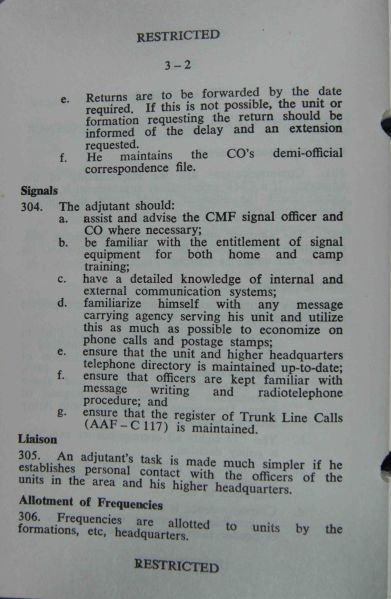 RESTRICTED
3–2
e. Returns are to be forwarded by the date
required. If this is not possible, the unit or
formation requesting the return should be
informed of the delay and an extension
requested.
f. He maintains the CO's demi-official
correspondence file.
Signals
304. The adjutant should:
a. assist and advise the CMF signal officer and
CO where necessary;
b. be familiar with the entitlement of signal
equipment for both home and camp
training;
c. have a detailed knowledge of internal and
external communication systems;
d. familiarize himself with any message
carrying agency serving his unit and utilize
this as much as possible to economize on
phone calls and postage stamps;
e. ensure that the unit and higher headquarters
telephone directory is maintained up-to-date;
f. ensure that officers are kept familiar with
message writing and radiotelephone
procedure; and
g. ensure that the register of Trunk Line Calls
(AAF–C 117) is maintained.
Liaison
305. An adjutant's task is made much simpler if he
establishes personal contact with the officers of the
units in the area and his higher headquarters.
Allotment of Frequencies
306. Frequencies are allotted to units by the
formations, etc, headquarters.
RESTRICTED